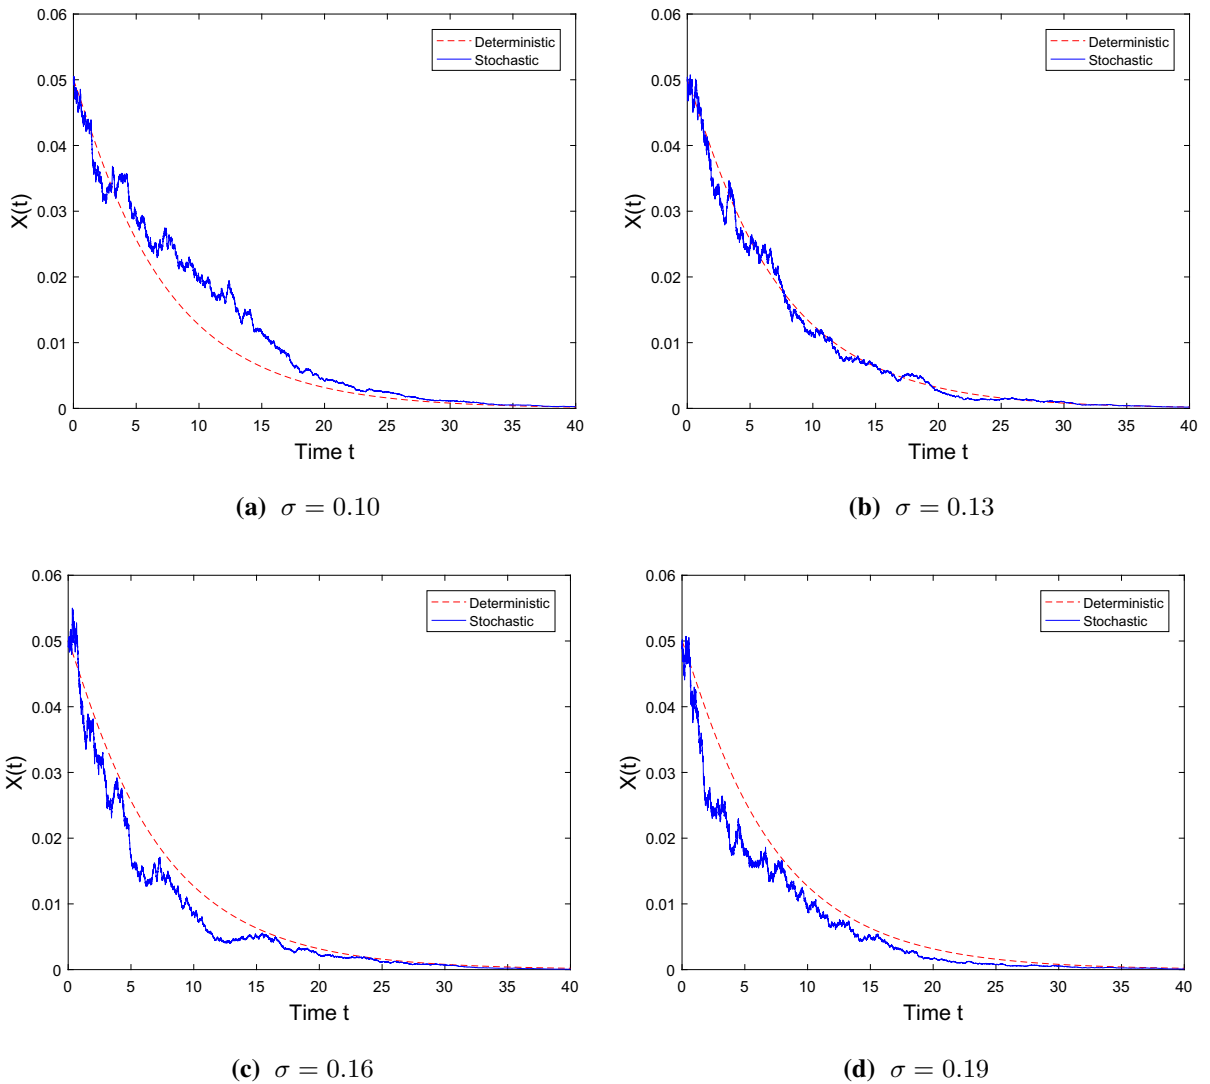 0.06
0.05
0.04
0.03
0.02
0.01
0
X(t)
Deterministic
Stochastic
0 5 10 15 20 25 30 35 40
Time t
(a) σ = 0.10
0.06
0.05
0.04
0.03
0.02
0.01
0
X(t)
Deterministic
Stochastic
0 5 10 15 20 25 30 35 40
Time t
(b) σ = 0.13
0.06
0.05
0.04
0.03
0.02
0.01
0
X(t)
Deterministic
Stochastic
0 5 10 15 20 25 30 35 40
Time t
(c) σ = 0.16
0.06
0.05
0.04
0.03
0.02
0.01
0
X(t)
Deterministic
Stochastic
0 5 10 15 20 25 30 35 40
Time t
(d) σ = 0.19